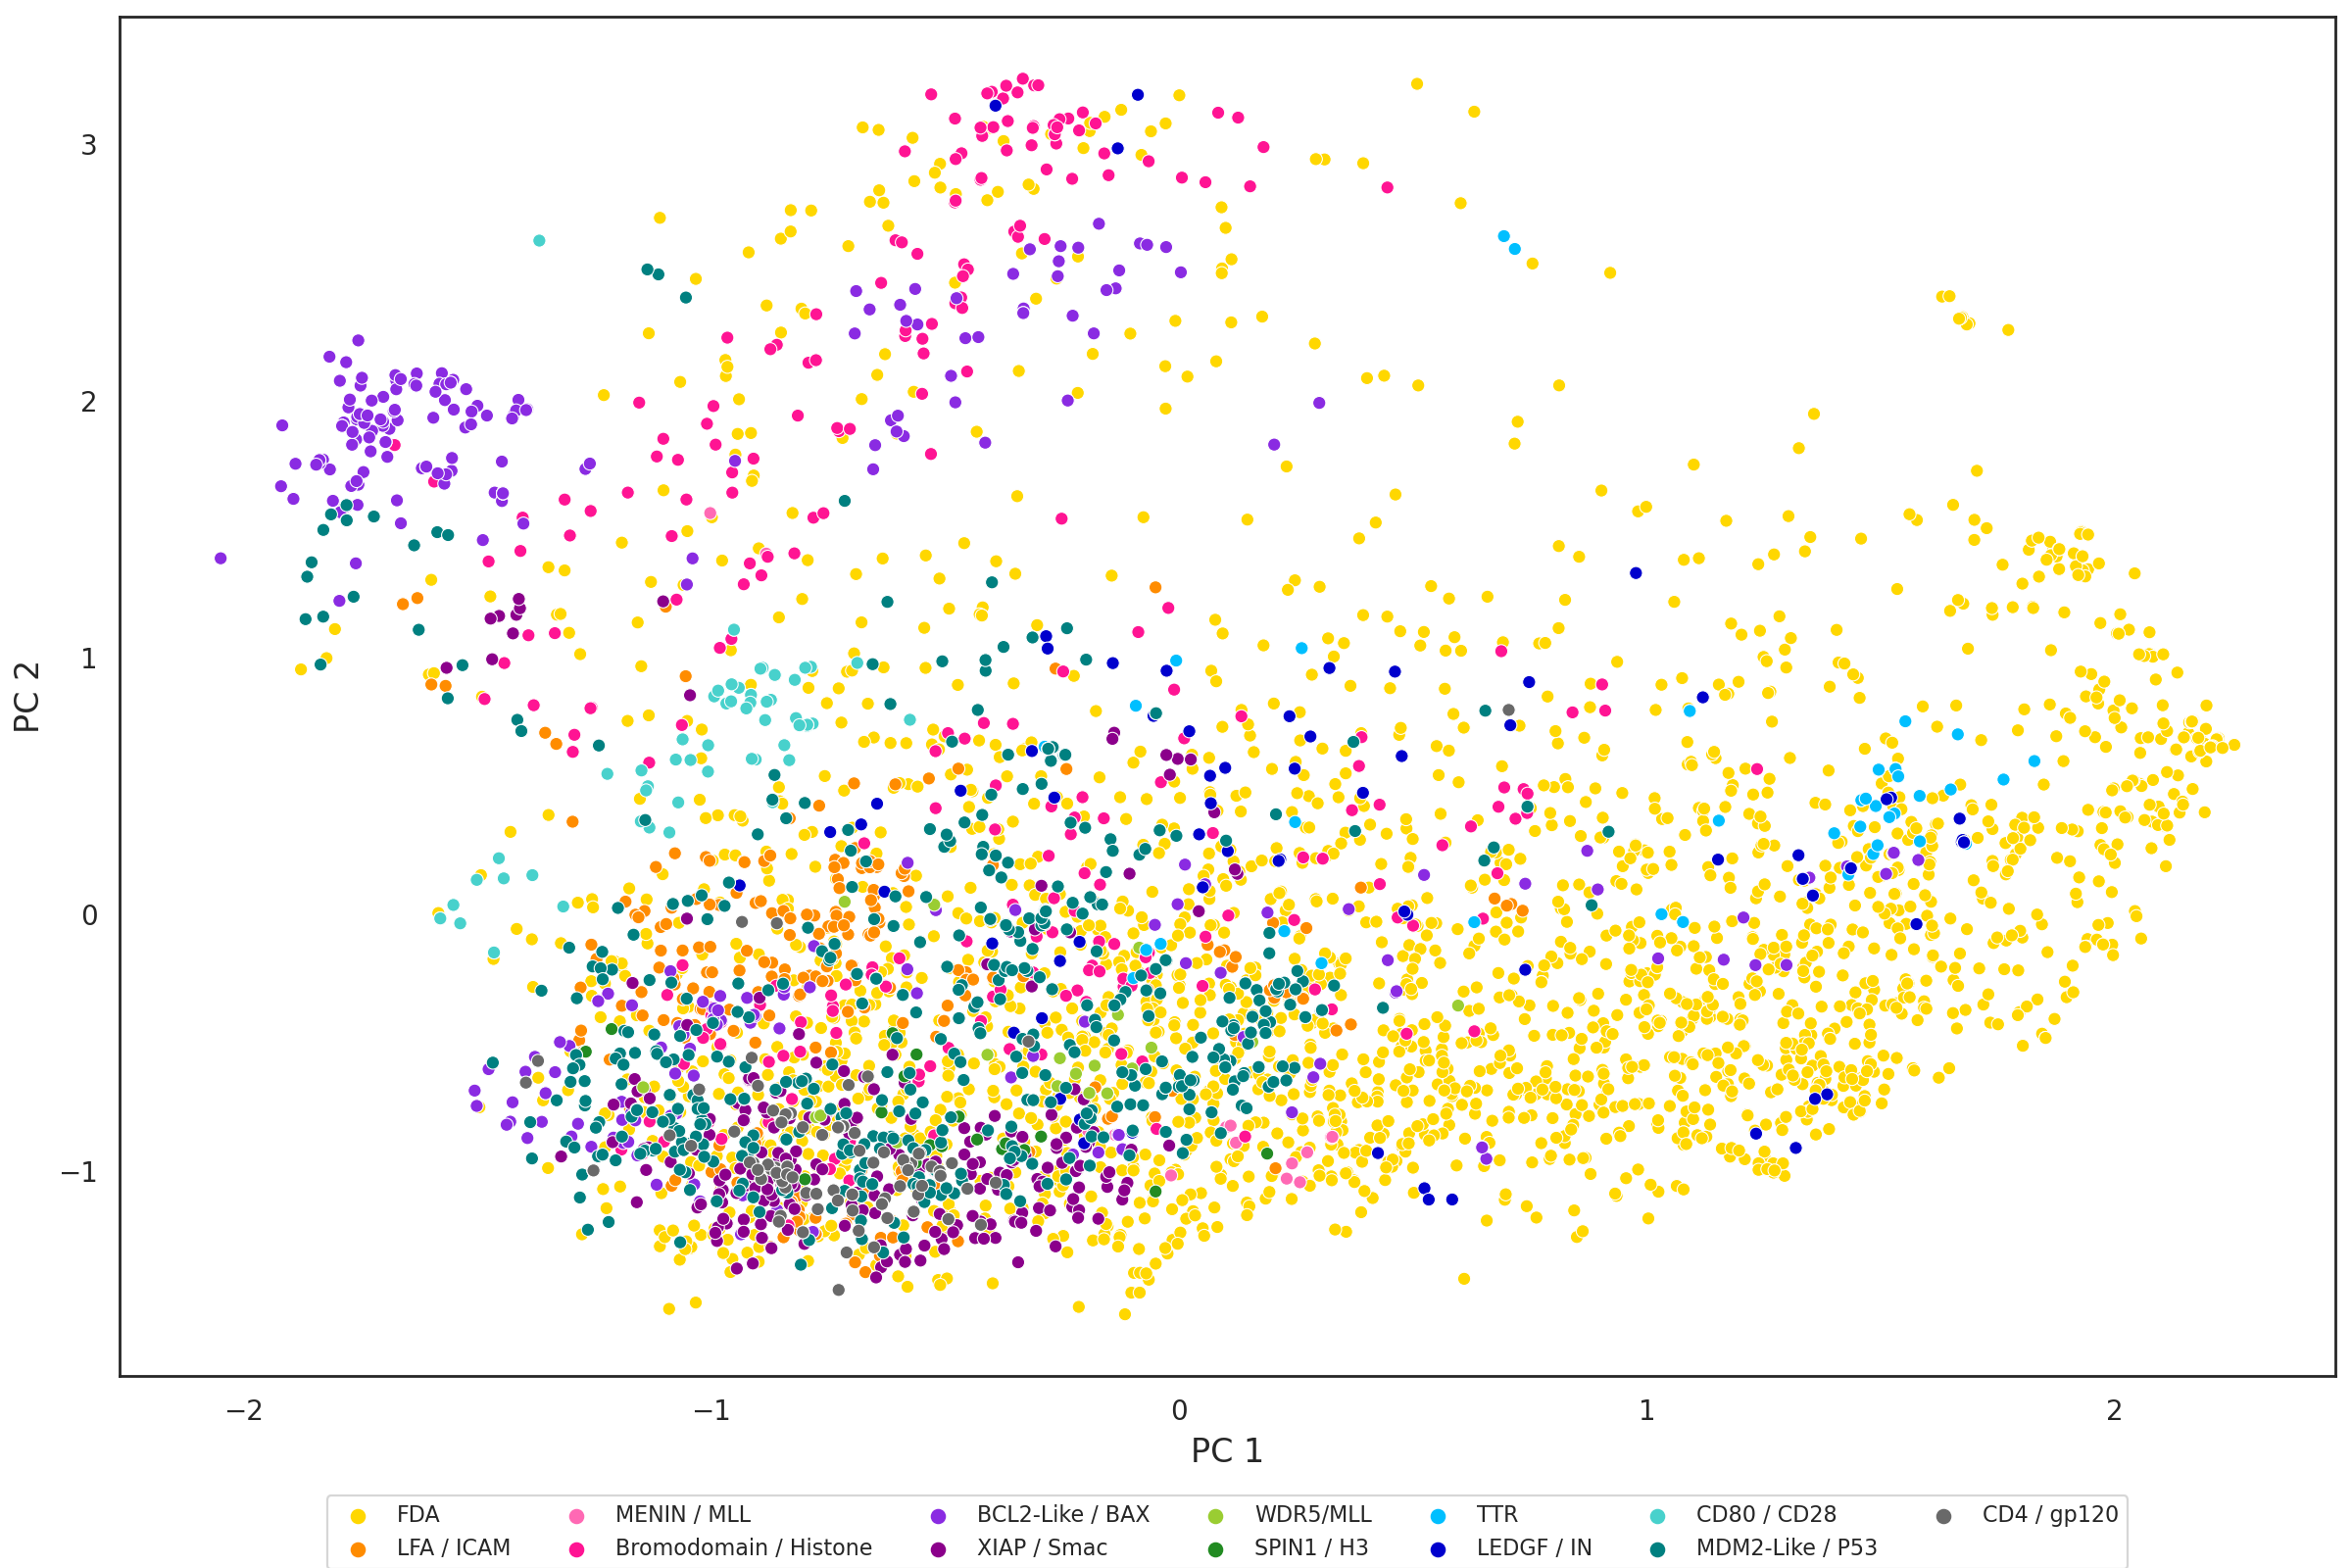 3
2
1
0
−1
PC 2
−2 −1 0 1 2
PC 1
FDA MENIN / MLL BCL2-Like / BAX WDR5/MLL TTR CD80 / CD28 CD4 / gp120
LFA / ICAM Bromodomain / Histone XIAP / Smac SPIN1 / H3 LEDGF / IN MDM2-Like / P53